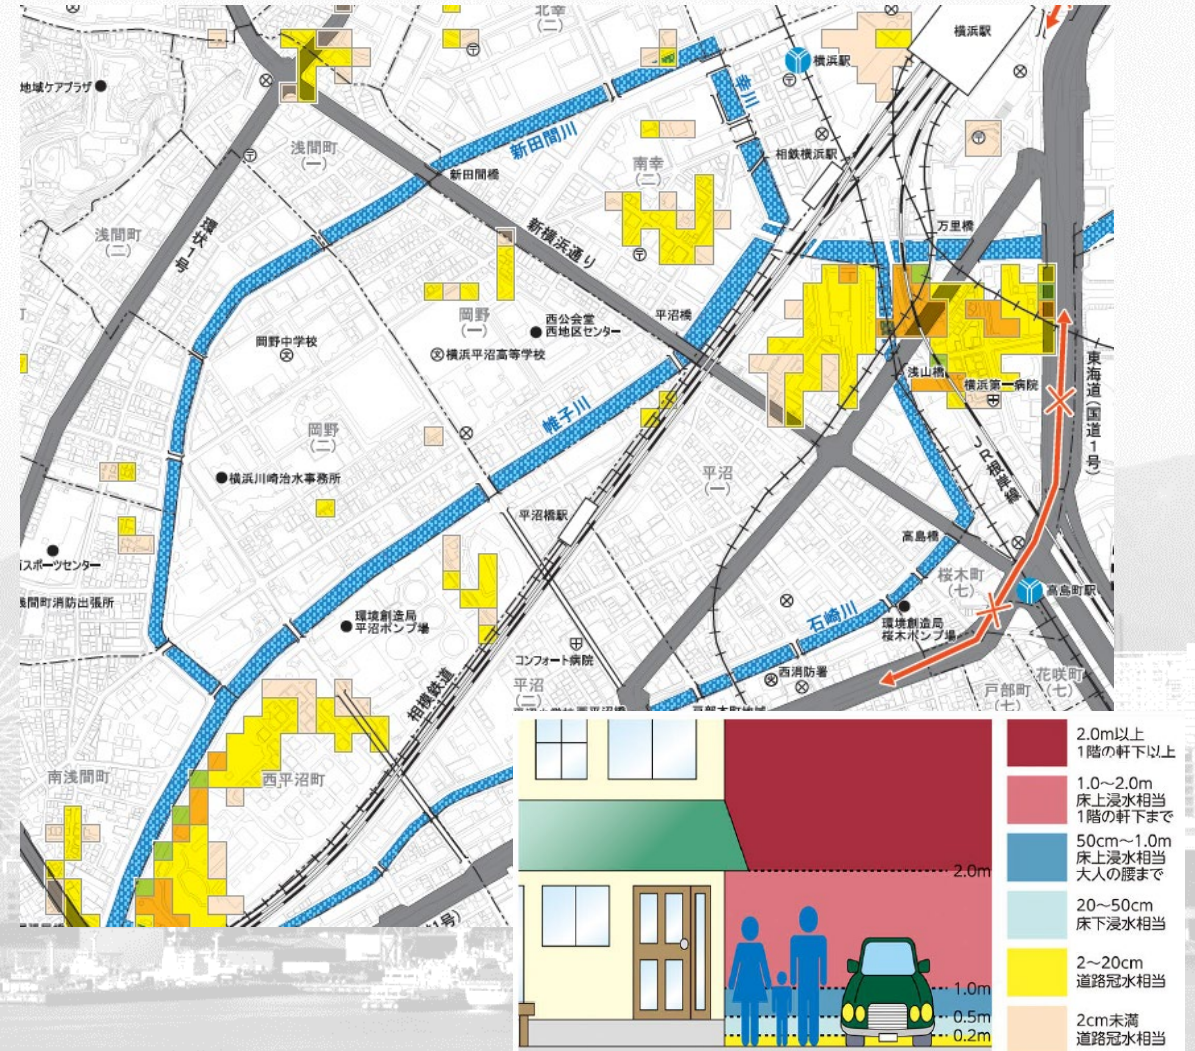 横浜駅
北幸
(二)
横浜駅
地域ケアプラザ
幸川
新田間川
浅間町
(一)
相鉄横浜駅
南幸
(二)
新田間橋
環状1号
浅間町
(二)
新横浜通り
万里橋
岡野
(一)
西公会堂
西地区センター
平沼橋
岡野中学校
横浜平沼高等学校
浅山橋
横浜第一病院
東海道(国道1号)
帷子川
岡野
(二)
平沼
(一)
JR根岸線
横浜川崎治水事務所
平沼橋駅
高島橋
スポーツセンター
桜木町
(七)
高島町駅
浅間町消防出張所
環境創造局
平沼ポンプ場
石崎川
環境創造局
桜木ポンプ場
コンフォート病院
西消防署
相模鉄道
平沼
(二)
戸部町
(七)
花咲町
(七)
南浅間町
西平沼町
2.0m以上
1階の軒下以上
1.0~2.0m
床上浸水相当
1階の軒下まで
50cm~1.0m
床上浸水相当
大人の腰まで
2.0m
20~50cm
床下浸水相当
2~20cm
道路冠水相当
1.0m
0.5m
0.2m
2cm未満
道路冠水相当